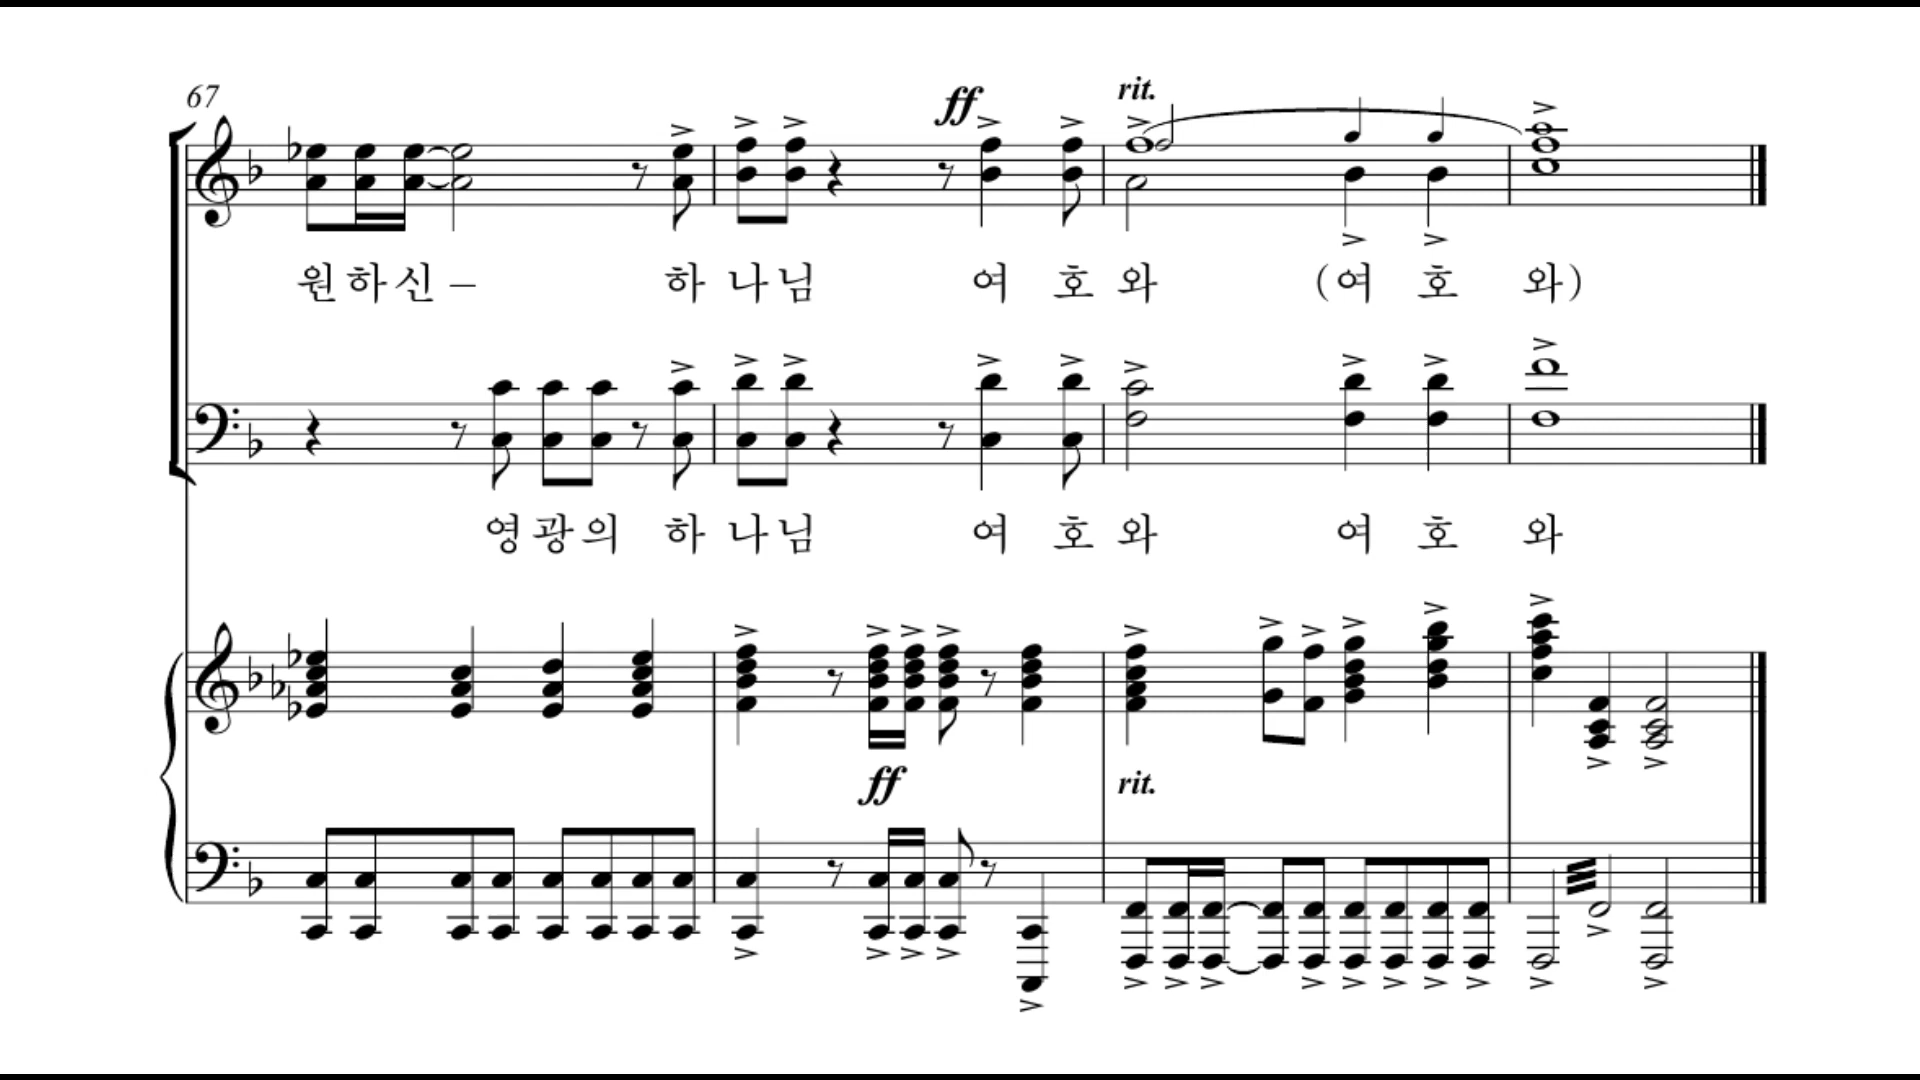 67
ff
rit.
원 하 신 – 하 나 님 여 호 와 (여 호 와)
영 광 의 하 나 님 여 호 와 여 호 와
ff
rit.